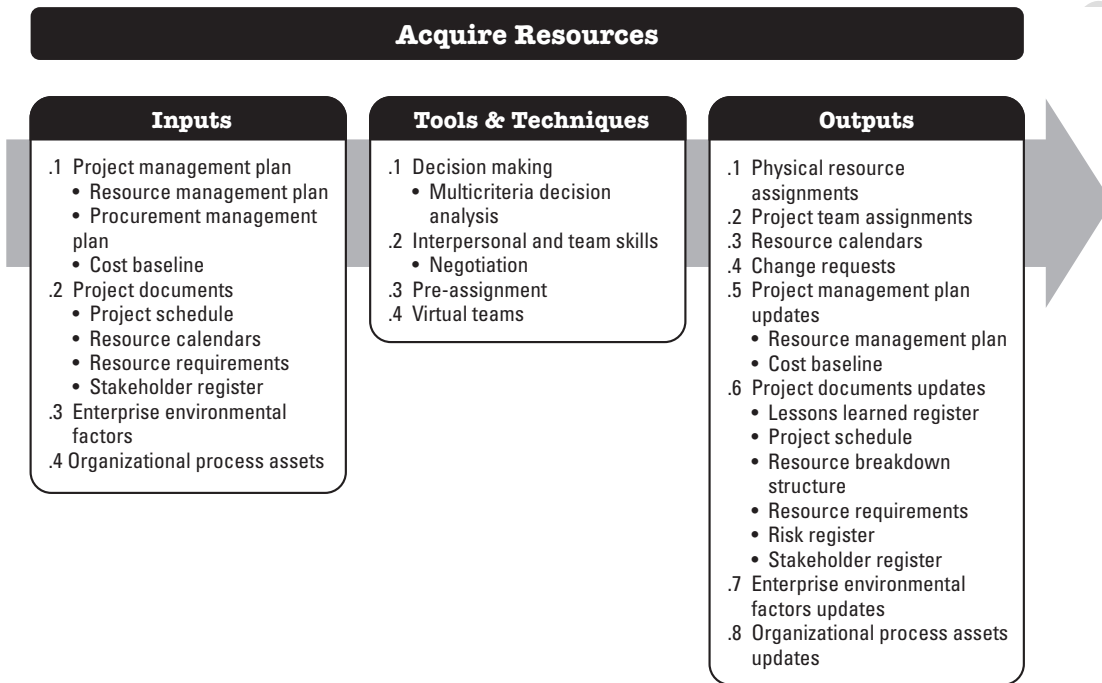 Acquire Resources
Inputs
.1 Project management plan
• Resource management plan
• Procurement management
plan
• Cost baseline
.2 Project documents
• Project schedule
• Resource calendars
• Resource requirements
• Stakeholder register
.3 Enterprise environmental
factors
.4 Organizational process assets
Tools & Techniques
.1 Decision making
• Multicriteria decision
analysis
.2 Interpersonal and team skills
• Negotiation
.3 Pre-assignment
.4 Virtual teams
Outputs
.1 Physical resource
assignments
.2 Project team assignments
.3 Resource calendars
.4 Change requests
.5 Project management plan
updates
• Resource management plan
• Cost baseline
.6 Project documents updates
• Lessons learned register
• Project schedule
• Resource breakdown
structure
• Resource requirements
• Risk register
• Stakeholder register
.7 Enterprise environmental
factors updates
.8 Organizational process assets
updates